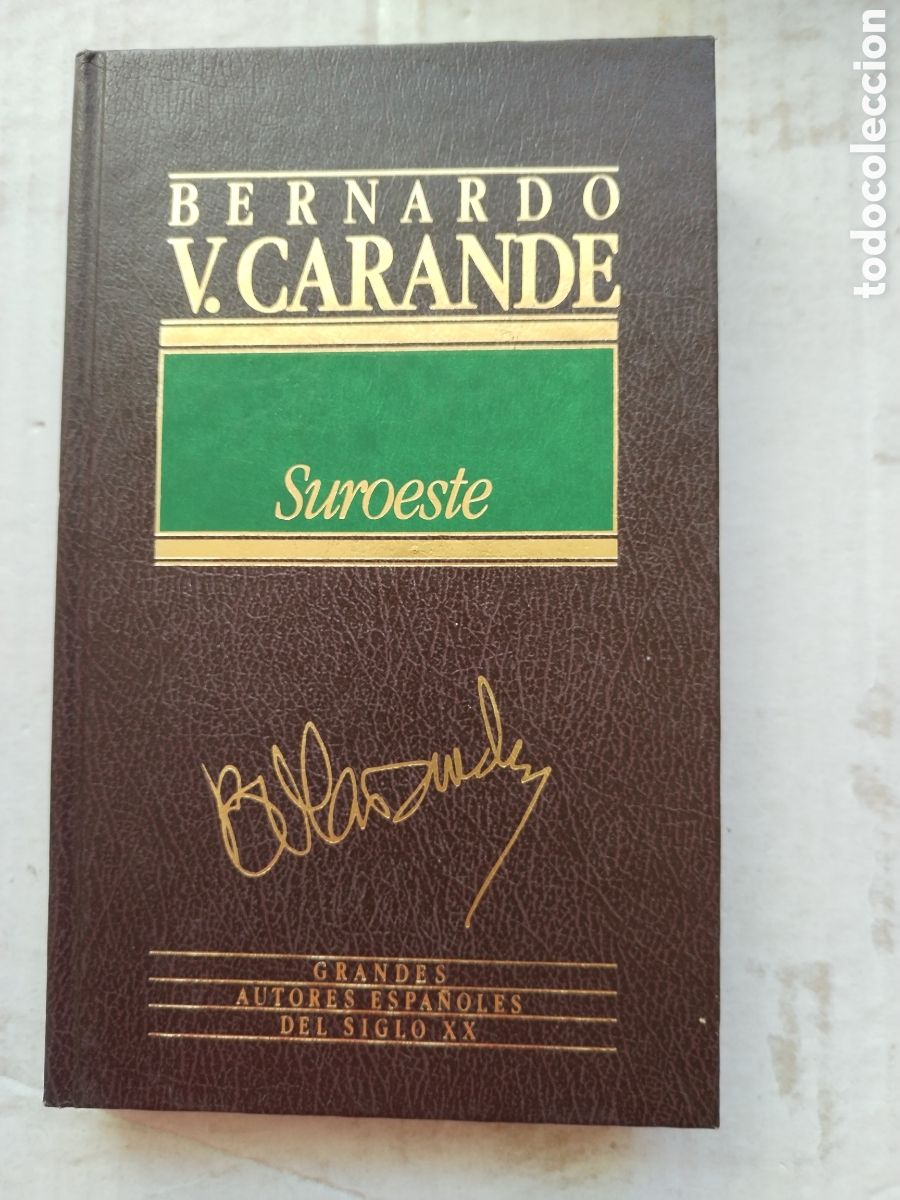 BERNARDO
V. CARANDE
Suroeste
GRANDES
AUTORES ESPAÑOLES
DEL SIGLO XX
todocoleccion